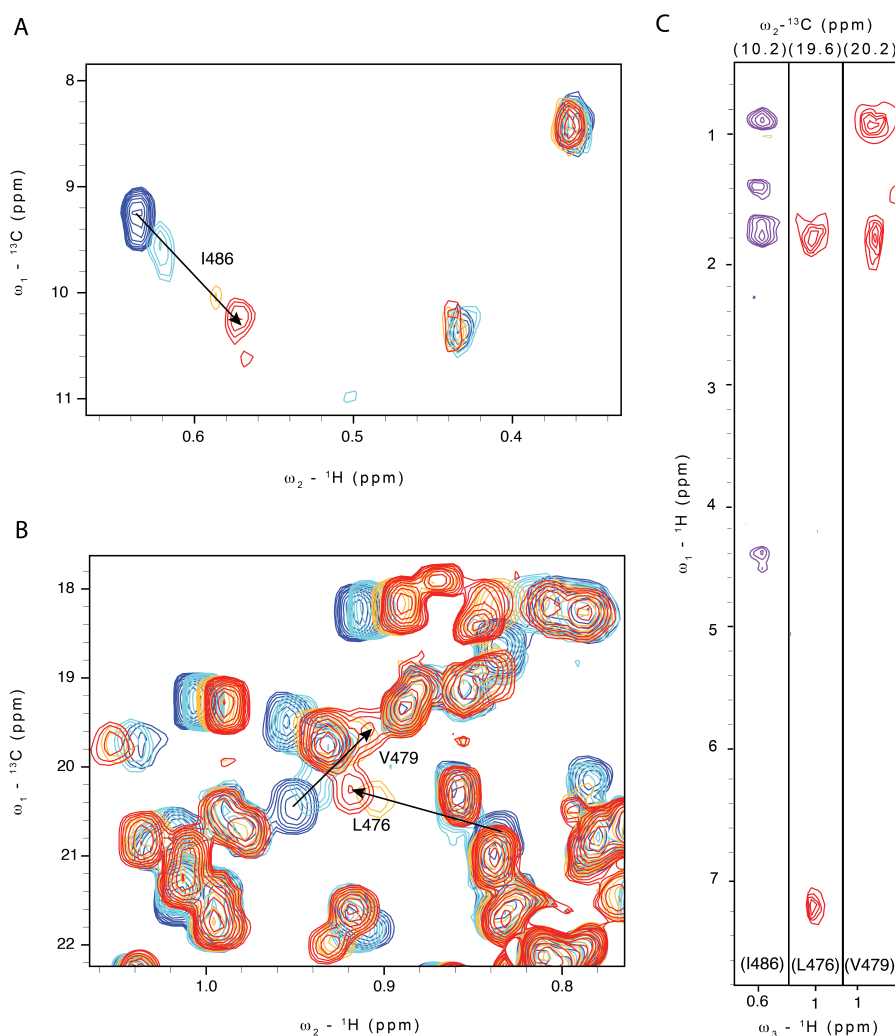 A
8
9
10
11
ω1 - 13C (ppm)
I486
0.6
0.5
0.4
ω2 - 1H (ppm)
B
18
19
20
21
22
ω1 - 13C (ppm)
V479
L476
1.0
0.9
0.8
ω2 - 1H (ppm)
C
ω2-13C (ppm)
(10.2)(19.6)(20.2)
1
2
3
4
5
6
7
ω1 - 1H (ppm)
(I486) (L476) (V479)
0.6 1 1
ω3 - 1H (ppm)